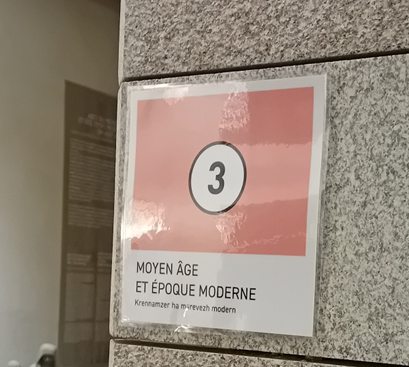 3
MOYEN ÂGE
ET ÉPOQUE MODERNE
Krennamzer ha marevezh modern